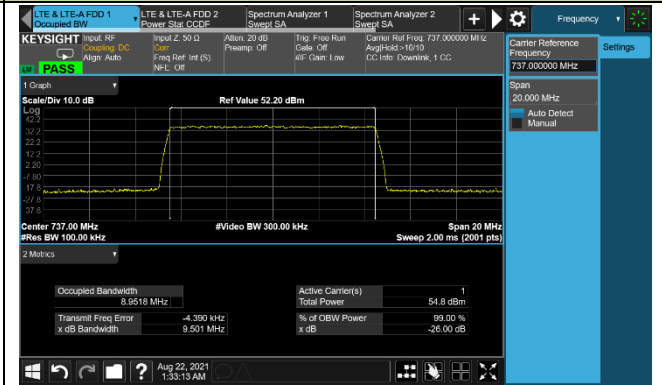 LTE & LTE-A FDD 1
Occupied BW
LTE & LTE-A FDD 2
Power Stat CCDF
Spectrum Analyzer 1
Swept SA
Spectrum Analyzer 2
Swept SA
Frequency
KEYSIGHT
Input: RF
Coupling: DC
Align: Auto
Input Z: 50 Ω
Corr
Freq Ref: Int (S)
NFE: Off
Atten: 20 dB
Preamp: Off
Trig: Free Run
Gate: Off
#IF Gain: Low
Carrier Ref Freq: 737.000000 MHz
Avg|Hold:>10/10
CC Info: Downlink, 1 CC
PASS
Carrier Reference
Frequency
737.000000 MHz
Settings
Span
20.000 MHz
Auto Detect
Manual
1 Graph
Scale/Div 10.0 dB
Ref Value 52.20 dBm
Log
42.2
32.2
22.2
12.2
2.20
-7.80
-17.8
-27.8
-37.8
Center 737.00 MHz
#Video BW 300.00 kHz
Span 20 MHz
#Res BW 100.00 kHz
Sweep 2.00 ms (2001 pts)
2 Metrics
Occupied Bandwidth
8.9518 MHz
Active Carrier(s)
1
Total Power
54.8 dBm
Transmit Freq Error
-4.390 kHz
% of OBW Power
99.00 %
x dB Bandwidth
9.501 MHz
x dB
-26.00 dB
Aug 22, 2021
1:33:13 AM